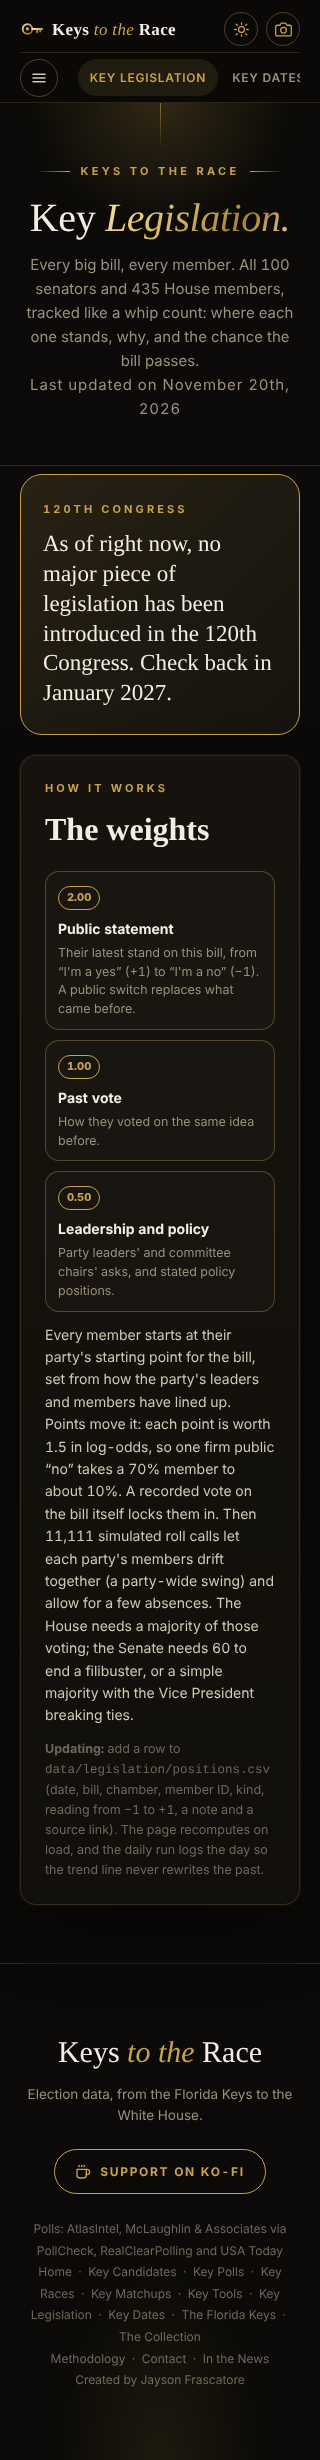 Keys to the Race
KEY LEGISLATION KEY DATES
KEYS TO THE RACE
Key Legislation.
Every big bill, every member. All 100
senators and 435 House members,
tracked like a whip count: where each
one stands, why, and the chance the
bill passes.
Last updated on November 20th,
2026
120TH CONGRESS
As of right now, no
major piece of
legislation has been
introduced in the 120th
Congress. Check back in
January 2027.
HOW IT WORKS
The weights
2.00
Public statement
Their latest stand on this bill, from
“I’m a yes” (+1) to “I’m a no” (−1).
A public switch replaces what
came before.
1.00
Past vote
How they voted on the same idea
before.
0.50
Leadership and policy
Party leaders' and committee
chairs' asks, and stated policy
positions.
Every member starts at their
party's starting point for the bill,
set from how the party's leaders
and members have lined up.
Points move it: each point is worth
1.5 in log-odds, so one firm public
“no” takes a 70% member to
about 10%. A recorded vote on
the bill itself locks them in. Then
11,111 simulated roll calls let
each party's members drift
together (a party-wide swing) and
allow for a few absences. The
House needs a majority of those
voting; the Senate needs 60 to
end a filibuster, or a simple
majority with the Vice President
breaking ties.
Updating: add a row to
data/legislation/positions.csv
(date, bill, chamber, member ID, kind,
reading from −1 to +1, a note and a
source link). The page recomputes on
load, and the daily run logs the day so
the trend line never rewrites the past.
Keys to the Race
Election data, from the Florida Keys to the
White House.
SUPPORT ON KO-FI
Polls: AtlasIntel, McLaughlin & Associates via
PollCheck, RealClearPolling and USA Today
Home · Key Candidates · Key Polls · Key
Races · Key Matchups · Key Tools · Key
Legislation · Key Dates · The Florida Keys ·
The Collection
Methodology · Contact · In the News
Created by Jayson Frascatore